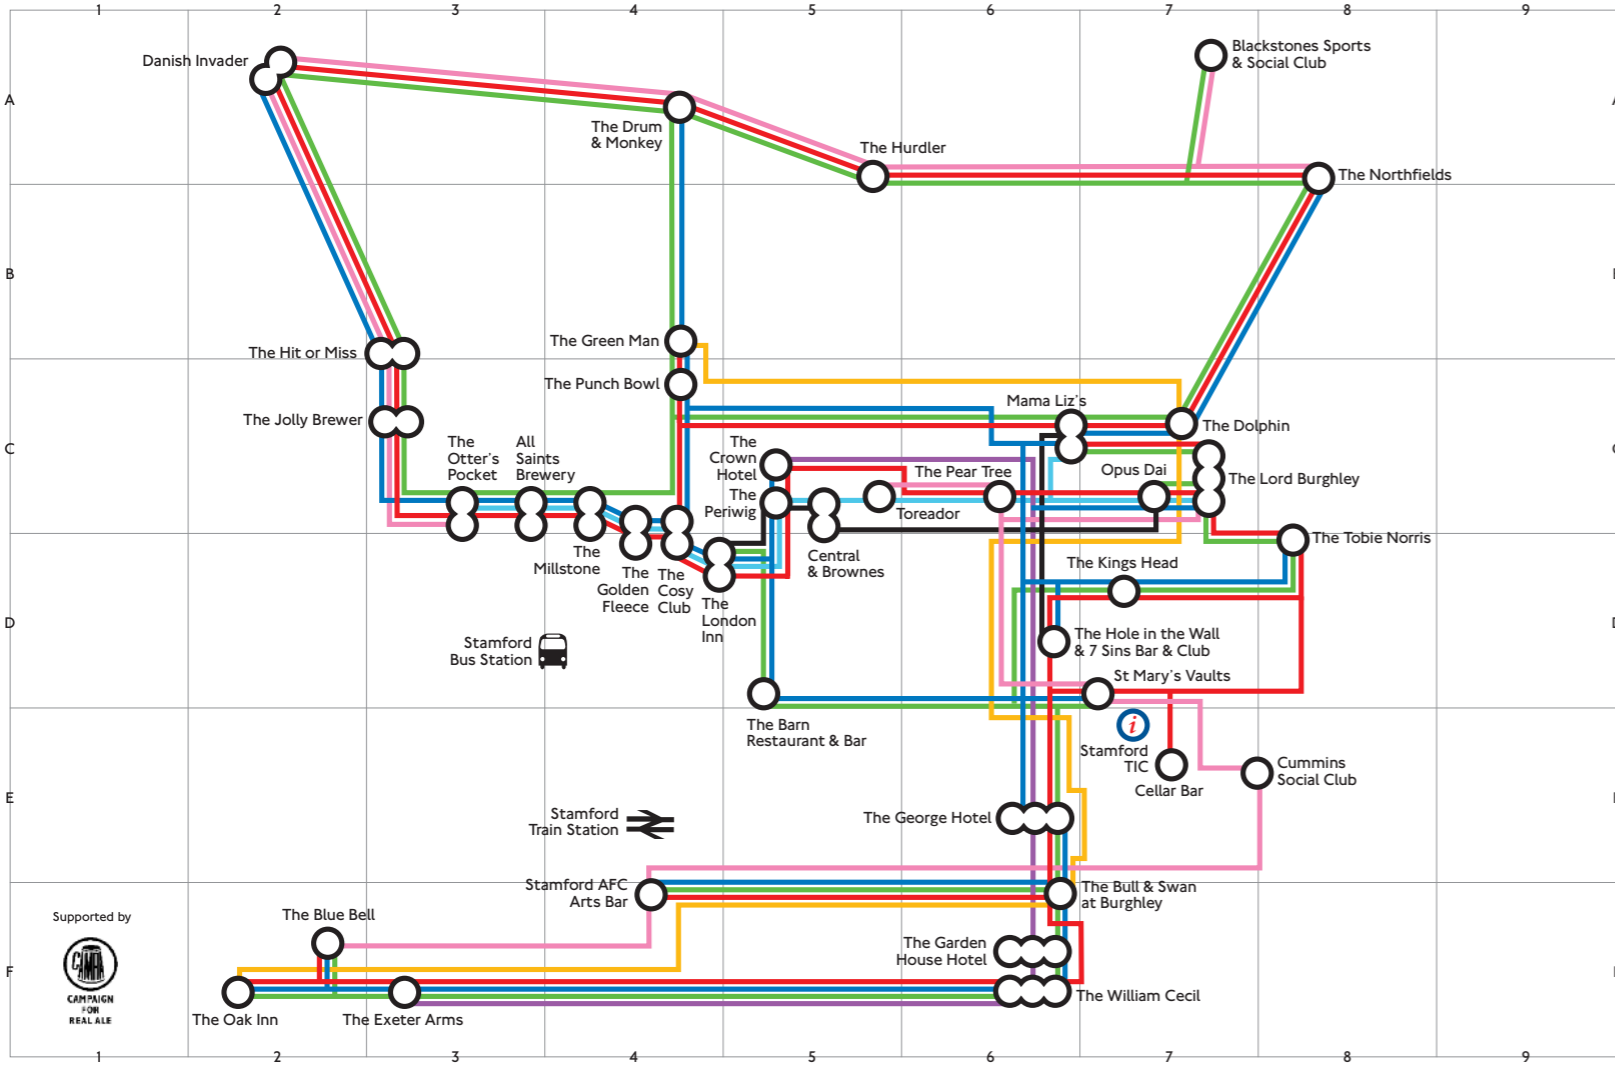 1 2 3 4 5 6 7 8 9
Blackstones Sports
& Social Club
Danish Invader
A
The Drum
& Monkey
The Hurdler
The Northfields
B
The Green Man
The Hit or Miss
The Punch Bowl
Mama Liz's
The Jolly Brewer
The Dolphin
C
The
Otter's
Pocket
All
Saints
Brewery
The
Crown
Hotel
The Pear Tree
Opus Dai
The Lord Burghley
The
Periwig
Toreador
The Tobie Norris
The
Millstone
The
Golden
Fleece
The
Cosy
Club
The
London
Inn
Central
& Brownes
The Kings Head
D
Stamford
Bus Station
The Hole in the Wall
& 7 Sins Bar & Club
St Mary's Vaults
The Barn
Restaurant & Bar
i
Stamford
TIC
Cellar Bar
Cummins
Social Club
E
Stamford
Train Station
The George Hotel
Stamford AFC
Arts Bar
The Bull & Swan
at Burghley
Supported by
The Blue Bell
The Garden
House Hotel
F
CAMRA
CAMPAIGN
FOR
REAL ALE
The Oak Inn
The Exeter Arms
The William Cecil
1 2 3 4 5 6 7 8 9